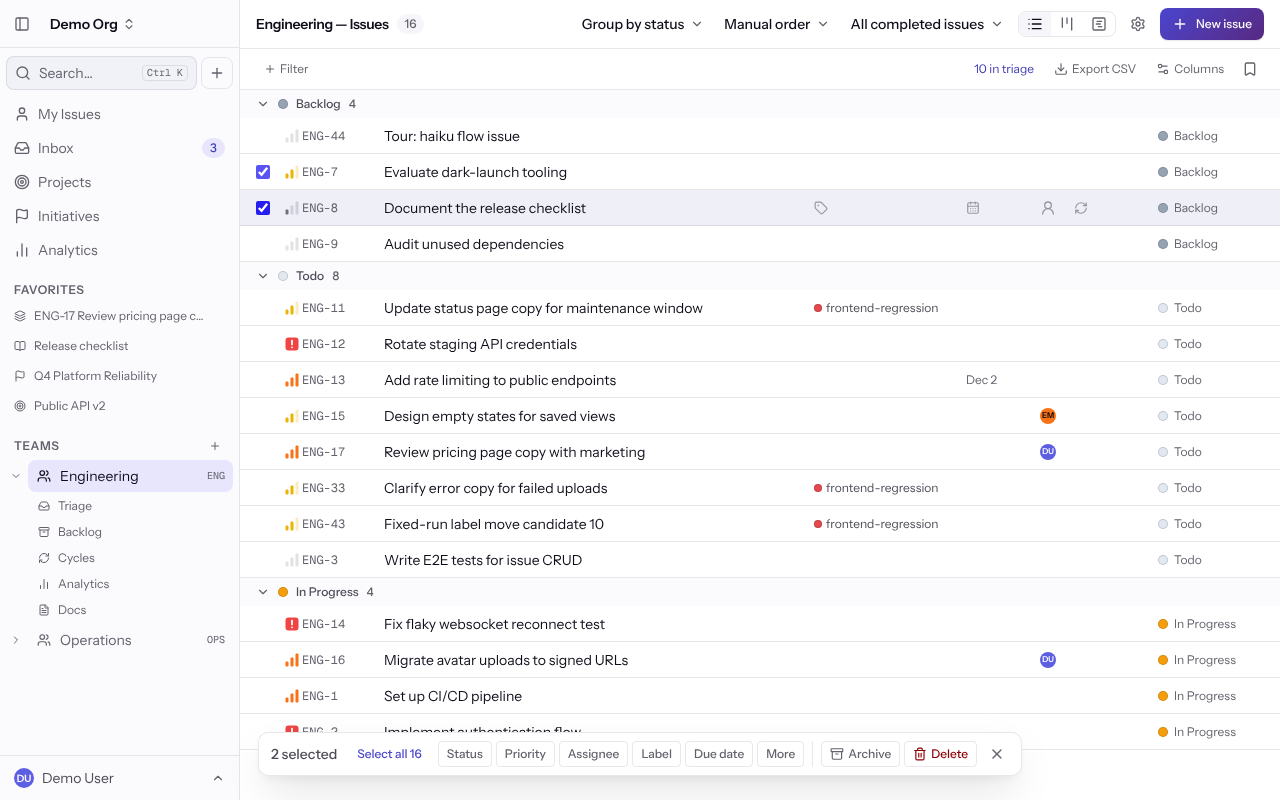 Demo Org
Search...
Ctrl K
My Issues
Inbox
3
Projects
Initiatives
Analytics
FAVORITES
ENG-17 Review pricing page c...
Release checklist
Q4 Platform Reliability
Public API v2
TEAMS
Engineering
ENG
Triage
Backlog
Cycles
Analytics
Docs
Operations
OPS
DU
Demo User
Engineering — Issues 16
Group by status
Manual order
All completed issues
New issue
Filter
10 in triage
Export CSV
Columns
Backlog 4
ENG-44 Tour: haiku flow issue Backlog
ENG-7 Evaluate dark-launch tooling Backlog
ENG-8 Document the release checklist Backlog
ENG-9 Audit unused dependencies Backlog
Todo 8
ENG-11 Update status page copy for maintenance window frontend-regression Todo
ENG-12 Rotate staging API credentials Todo
ENG-13 Add rate limiting to public endpoints Dec 2 Todo
ENG-15 Design empty states for saved views EM Todo
ENG-17 Review pricing page copy with marketing DU Todo
ENG-33 Clarify error copy for failed uploads frontend-regression Todo
ENG-43 Fixed-run label move candidate 10 frontend-regression Todo
ENG-3 Write E2E tests for issue CRUD Todo
In Progress 4
ENG-14 Fix flaky websocket reconnect test In Progress
ENG-16 Migrate avatar uploads to signed URLs DU In Progress
ENG-1 Set up CI/CD pipeline In Progress
ENG-2 Implement authentication flow In Progress
2 selected
Select all 16
Status
Priority
Assignee
Label
Due date
More
Archive
Delete